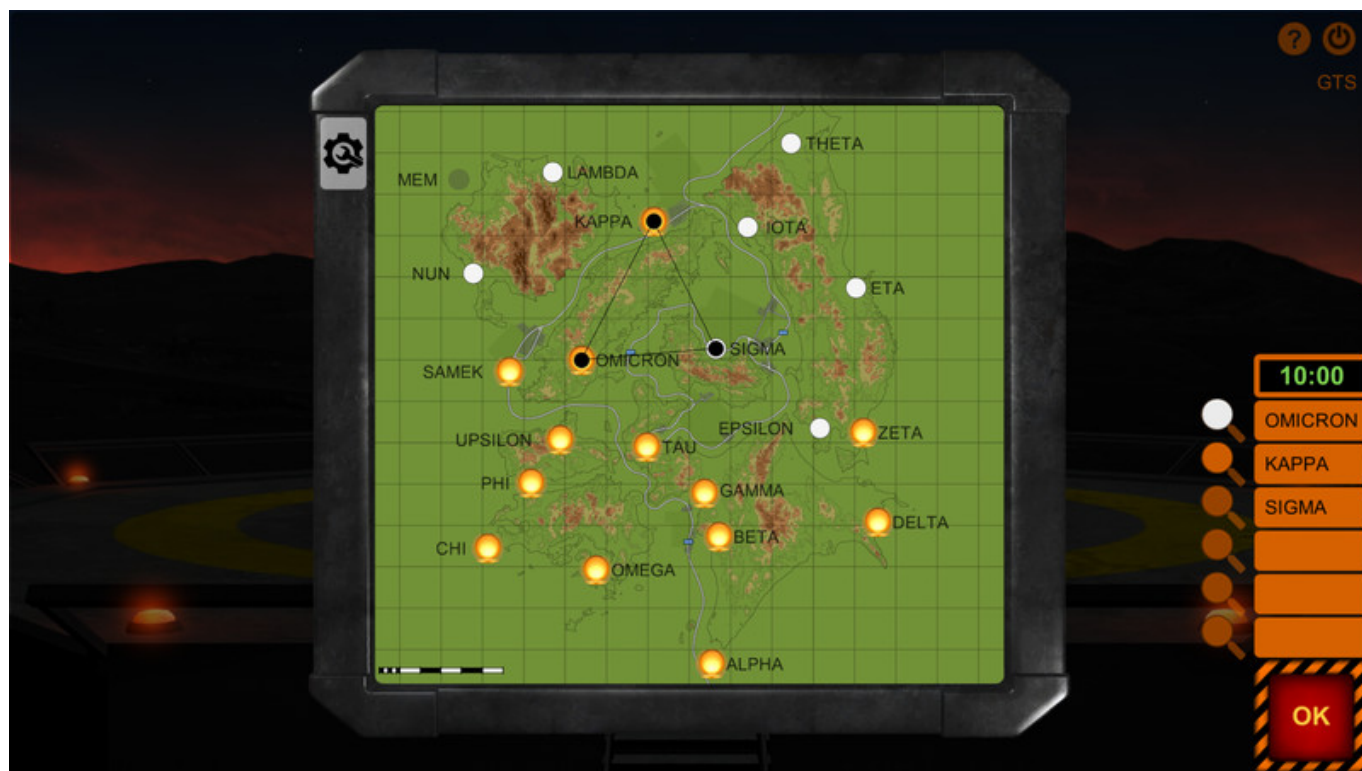 ?
GTS
THETA
LAMBDA
MEM
KAPPA
IOTA
NUN
ETA
SIGMA
OMICRON
SAMEK
10:00
OMICRON
EPSILON
ZETA
UPSILON
TAU
KAPPA
PHI
GAMMA
SIGMA
DELTA
BETA
CHI
OMEGA
ALPHA
OK